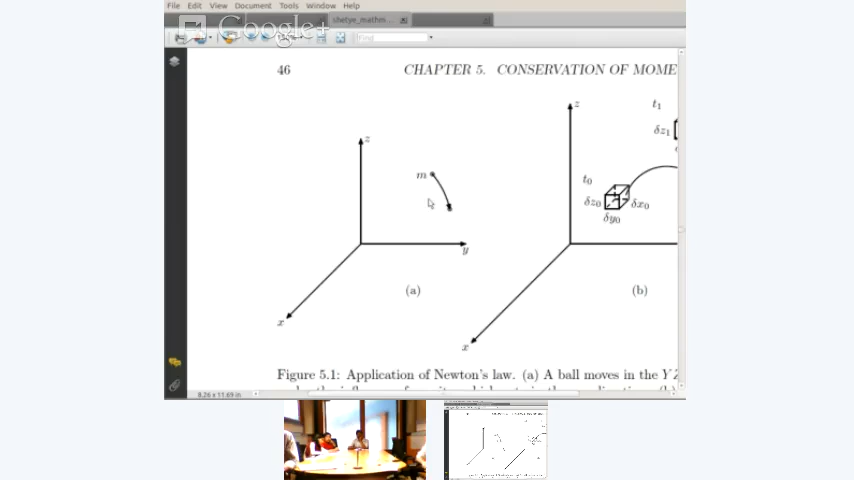 File Edit View Document Tools Window Help
shetye_mathm...
Google+
Find
46 CHAPTER 5. CONSERVATION OF MOME
z
m
y
x
(a)
z
t1
δz1
t0
δz0
δx0
δy0
x
(b)
Figure 5.1: Application of Newton's law. (a) A ball moves in the Y Z
8.26 x 11.69 in